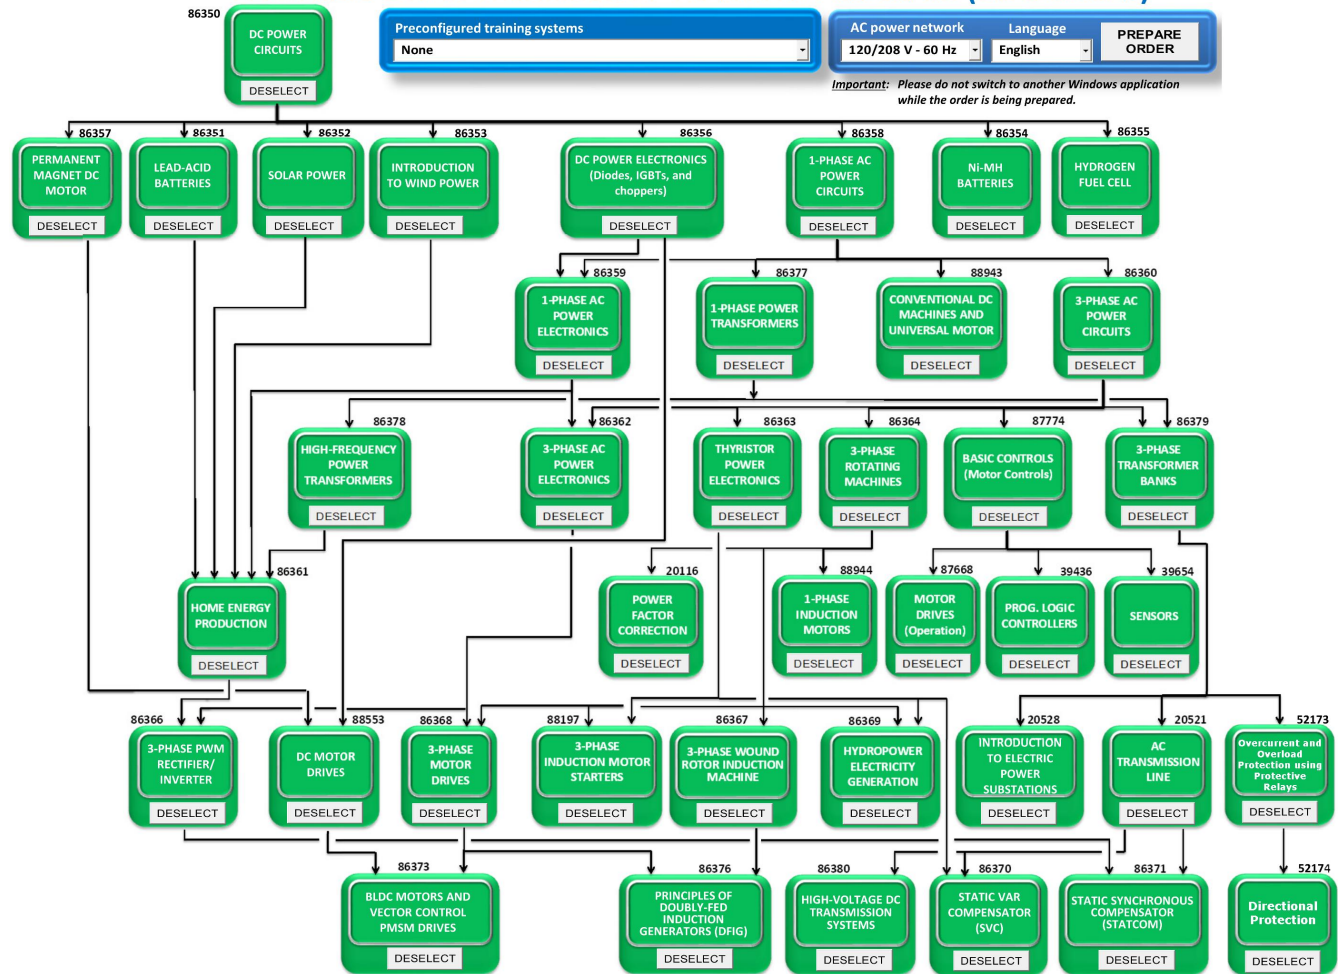 86350
DC POWER
CIRCUITS
DESELECT
Preconfigured training systems
None
AC power network
120/208 V - 60 Hz
Language
English
PREPARE
ORDER
Important: Please do not switch to another Windows application
while the order is being prepared.
86357
PERMANENT
MAGNET DC
MOTOR
DESELECT
86351
LEAD-ACID
BATTERIES
DESELECT
86352
SOLAR POWER
DESELECT
86353
INTRODUCTION
TO WIND POWER
DESELECT
86356
DC POWER ELECTRONICS
(Diodes, IGBTs, and
choppers)
DESELECT
86358
1-PHASE AC
POWER
CIRCUITS
DESELECT
86354
Ni-MH
BATTERIES
DESELECT
86355
HYDROGEN
FUEL CELL
DESELECT
86359
1-PHASE AC
POWER
ELECTRONICS
DESELECT
86377
1-PHASE POWER
TRANSFORMERS
DESELECT
88943
CONVENTIONAL DC
MACHINES AND
UNIVERSAL MOTOR
DESELECT
86360
3-PHASE AC
POWER
CIRCUITS
DESELECT
86378
HIGH-FREQUENCY
POWER
TRANSFORMERS
DESELECT
86362
3-PHASE AC
POWER
ELECTRONICS
DESELECT
86363
THYRISTOR
POWER
ELECTRONICS
DESELECT
86364
3-PHASE
ROTATING
MACHINES
DESELECT
87774
BASIC CONTROLS
(Motor Controls)
DESELECT
86379
3-PHASE
TRANSFORMER
BANKS
DESELECT
86361
HOME ENERGY
PRODUCTION
DESELECT
20116
POWER
FACTOR
CORRECTION
DESELECT
88944
1-PHASE
INDUCTION
MOTORS
DESELECT
87668
MOTOR
DRIVES
(Operation)
DESELECT
39436
PROG. LOGIC
CONTROLLERS
DESELECT
39654
SENSORS
DESELECT
86366
3-PHASE PWM
RECTIFIER/
INVERTER
DESELECT
88553
DC MOTOR
DRIVES
DESELECT
86368
3-PHASE
MOTOR
DRIVES
DESELECT
88197
3-PHASE
INDUCTION MOTOR
STARTERS
DESELECT
86367
3-PHASE WOUND
ROTOR INDUCTION
MACHINE
DESELECT
86369
HYDROPOWER
ELECTRICITY
GENERATION
DESELECT
20528
INTRODUCTION
TO ELECTRIC
POWER
SUBSTATIONS
DESELECT
20521
AC
TRANSMISSION
LINE
DESELECT
52173
Overcurrent and
Overload
Protection using
Protective
Relays
DESELECT
86373
BLDC MOTORS AND
VECTOR CONTROL
PMSM DRIVES
DESELECT
86376
PRINCIPLES OF
DOUBLY-FED
INDUCTION
GENERATORS (DFIG)
DESELECT
86380
HIGH-VOLTAGE DC
TRANSMISSION
SYSTEMS
DESELECT
86370
STATIC VAR
COMPENSATOR
(SVC)
DESELECT
86371
STATIC SYNCHRONOUS
COMPENSATOR
(STATCOM)
DESELECT
52174
Directional
Protection
DESELECT